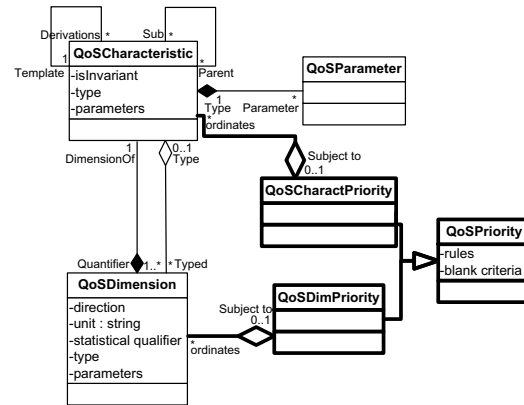 Derivations * Sub *
QoSCharacteristic
Template 1 * Parent
-isInvariant
-type
-parameters
QoSParameter
1 Type Parameter *
*ordinates
1 DimensionOf
0..1 Type
Subject to
0..1
QoSCharactPriority
QoSPriority
-rules
-blank criteria
Quantifier 1..* * Typed
QoSDimension
-direction
-unit : string
-statistical qualifier
-type
-parameters
Subject to
0..1
* ordinates
QoSDimPriority